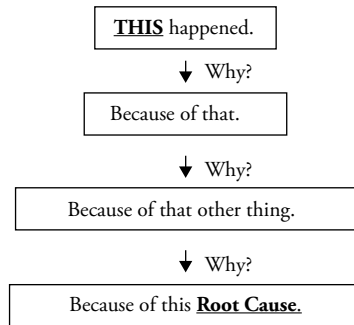 THIS happened.
Why?
Because of that.
Why?
Because of that other thing.
Why?
Because of this Root Cause.